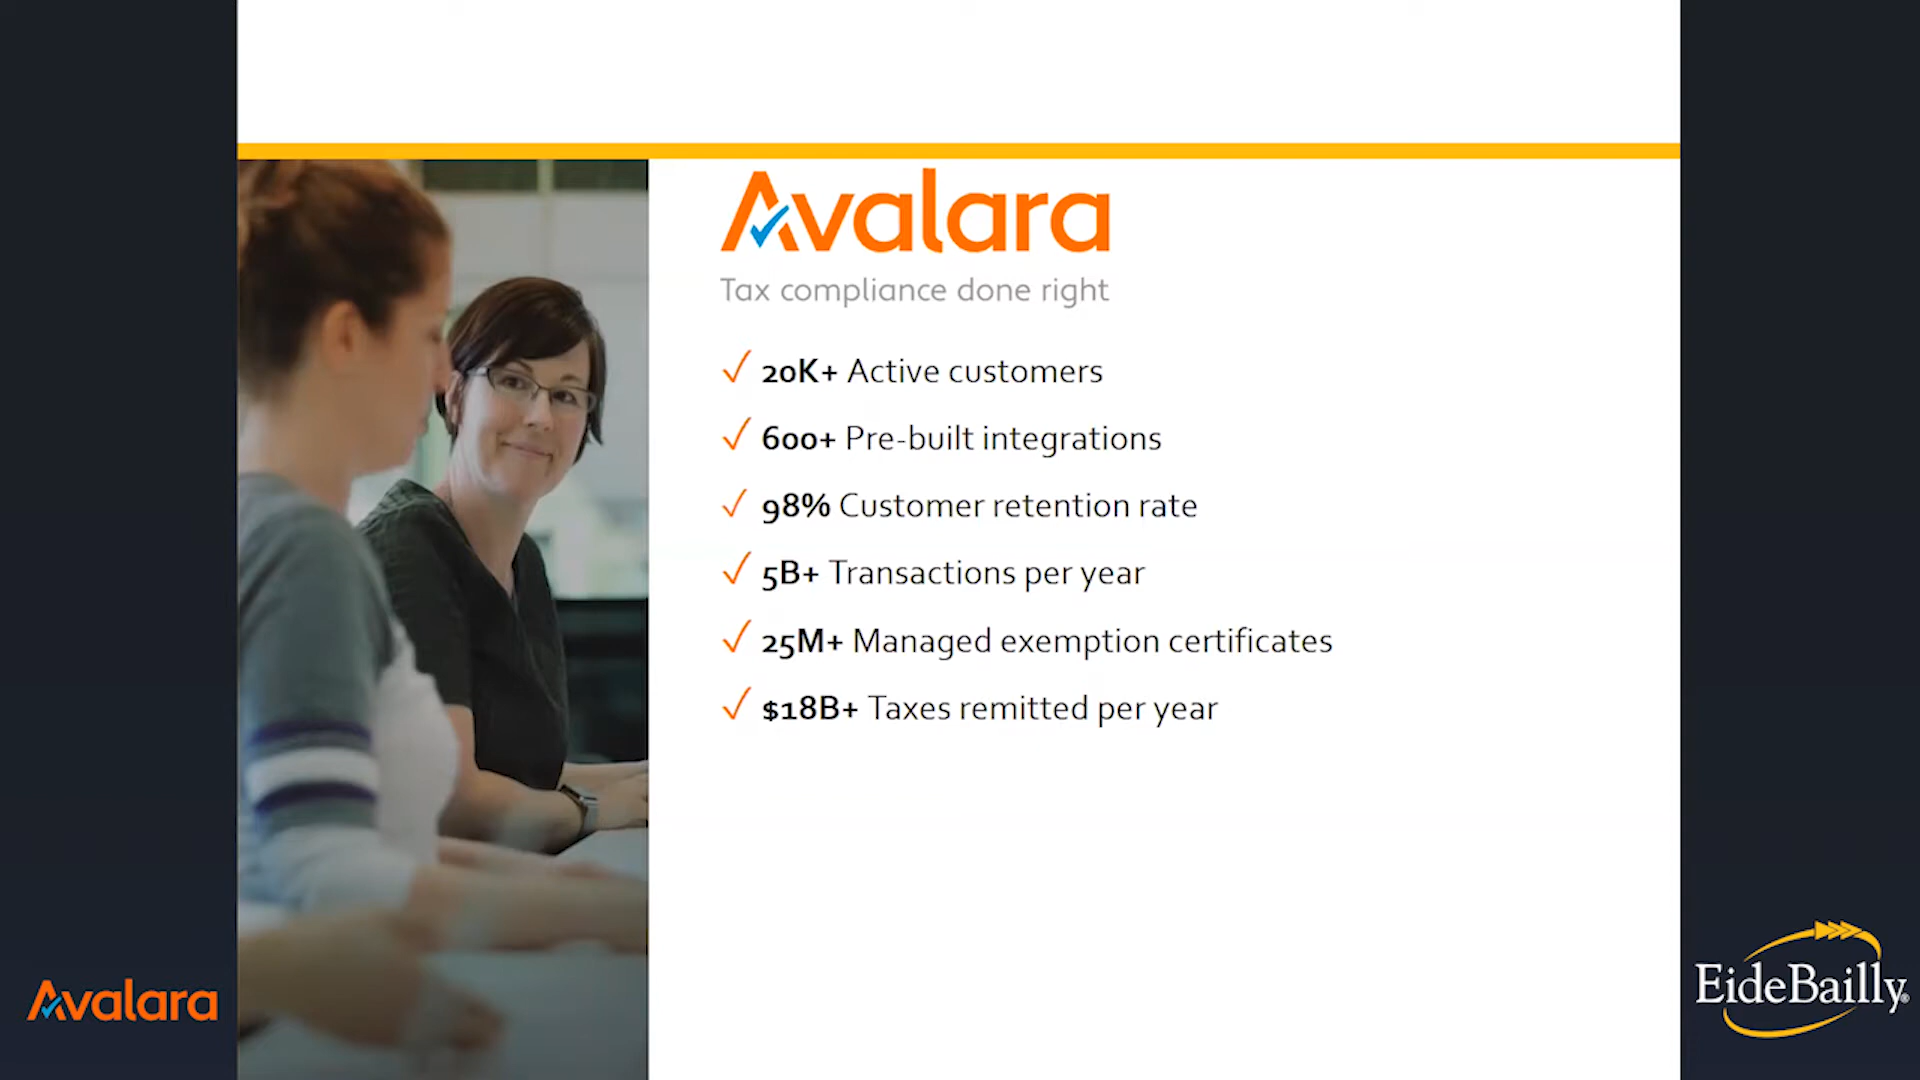 Avalara
Tax compliance done right
20K+ Active customers
600+ Pre-built integrations
98% Customer retention rate
5B+ Transactions per year
25M+ Managed exemption certificates
$18B+ Taxes remitted per year
Avalara
EideBailly®